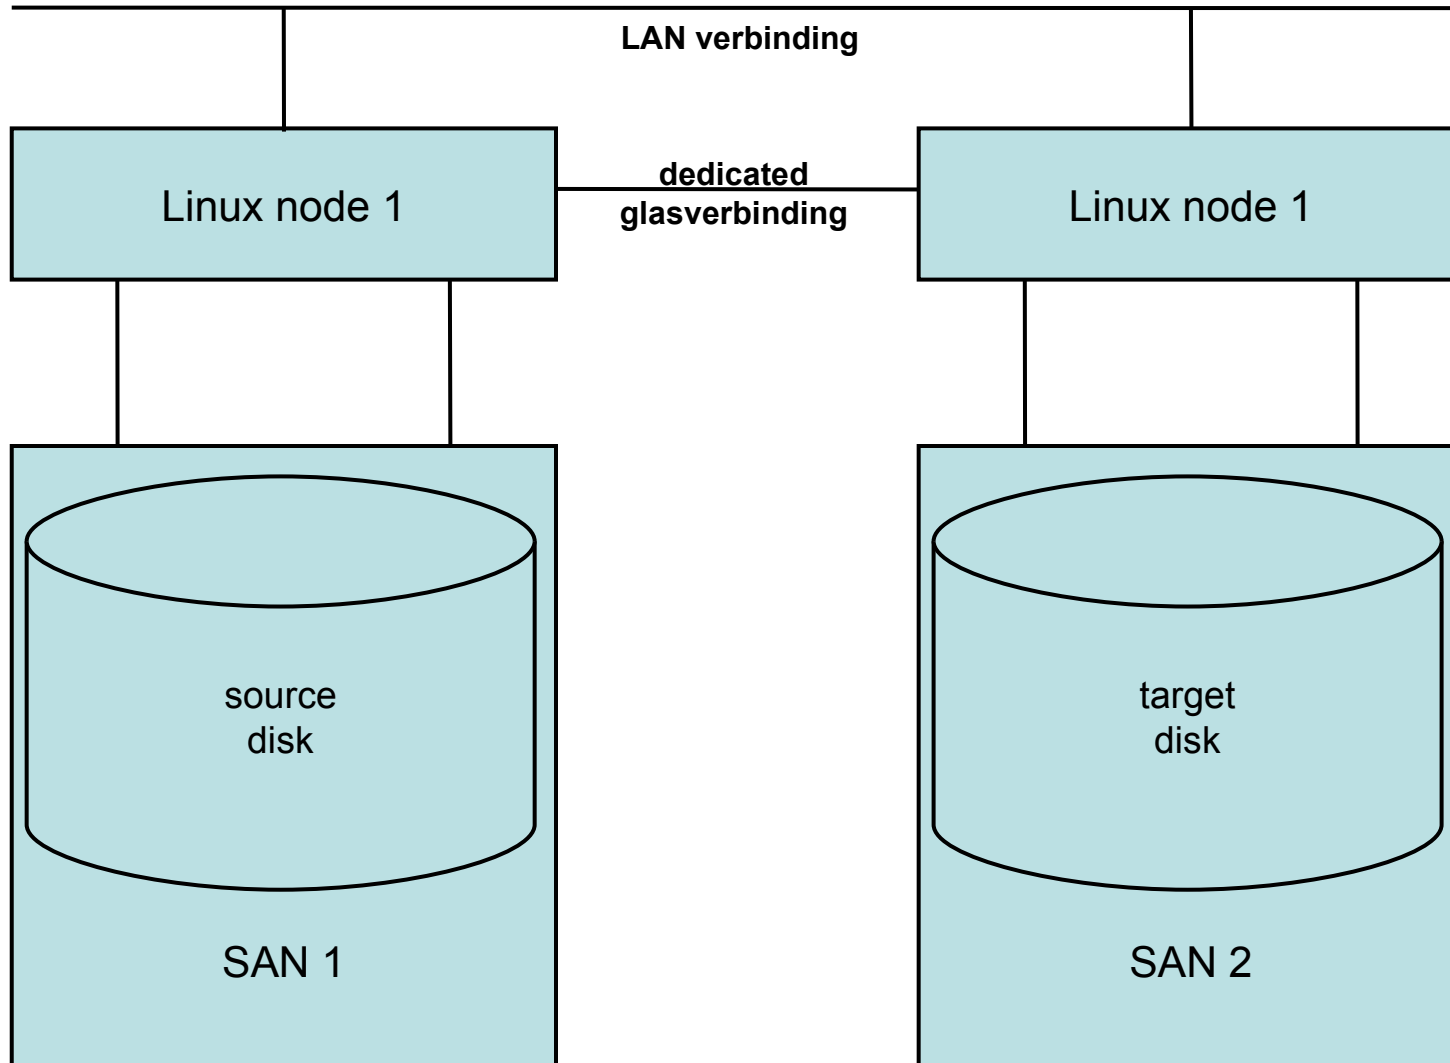 LAN verbinding
Linux node 1
dedicated
glasverbinding
Linux node 1
source
disk
target
disk
SAN 1
SAN 2